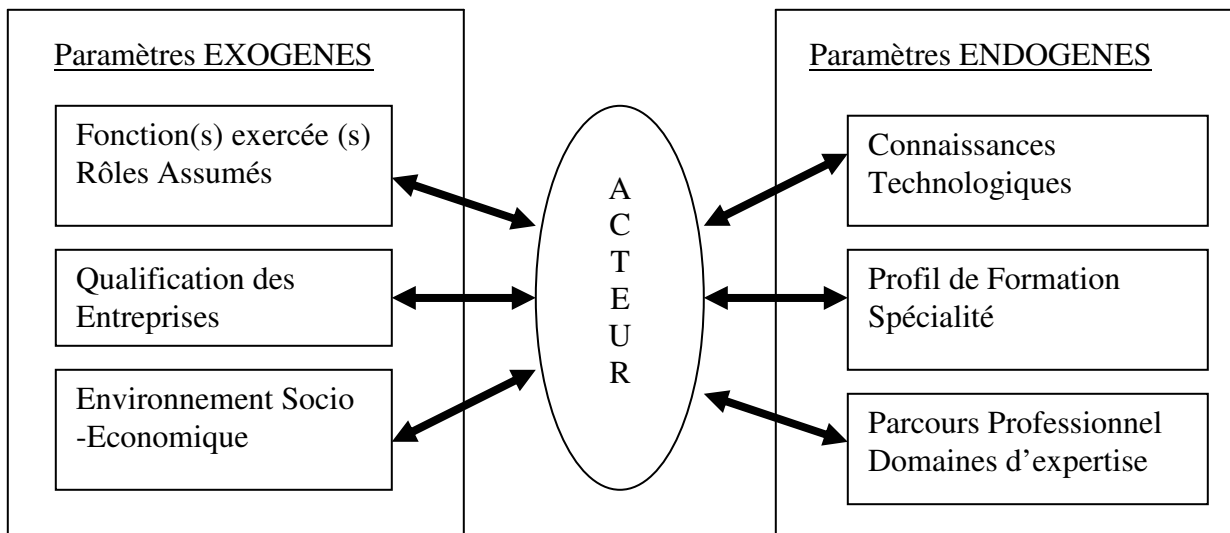 Paramètres EXOGENES
Fonction(s) exercée (s)
Rôles Assumés
Qualification des
Entreprises
Environnement Socio
-Economique
A
C
T
E
U
R
Paramètres ENDOGENES
Connaissances
Technologiques
Profil de Formation
Spécialité
Parcours Professionnel
Domaines d’expertise